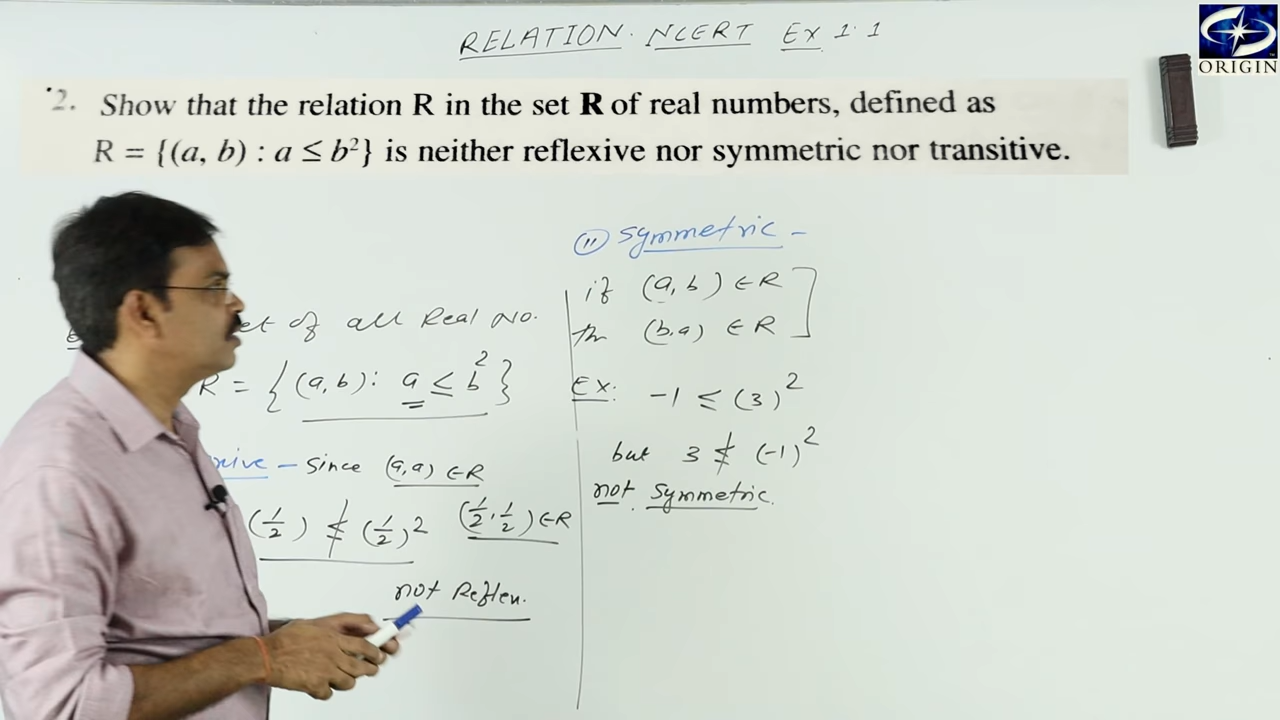 RELATION. NCERT Ex 1.1
ORIGIN
2. Show that the relation R in the set R of real numbers, defined as
R = {(a, b) : a ≤ b²} is neither reflexive nor symmetric nor transitive.
et of all Real No.
R = { (a,b): a ≤ b² }
xive - Since (a,a) ∈ R
(1/2) ≰ (1/2)² (1/2, 1/2) ∈ R
not Reflex.
(ii) Symmetric -
if (a,b) ∈ R
th (b,a) ∈ R
Ex: -1 ≤ (3)²
but 3 ≰ (-1)²
not Symmetric.